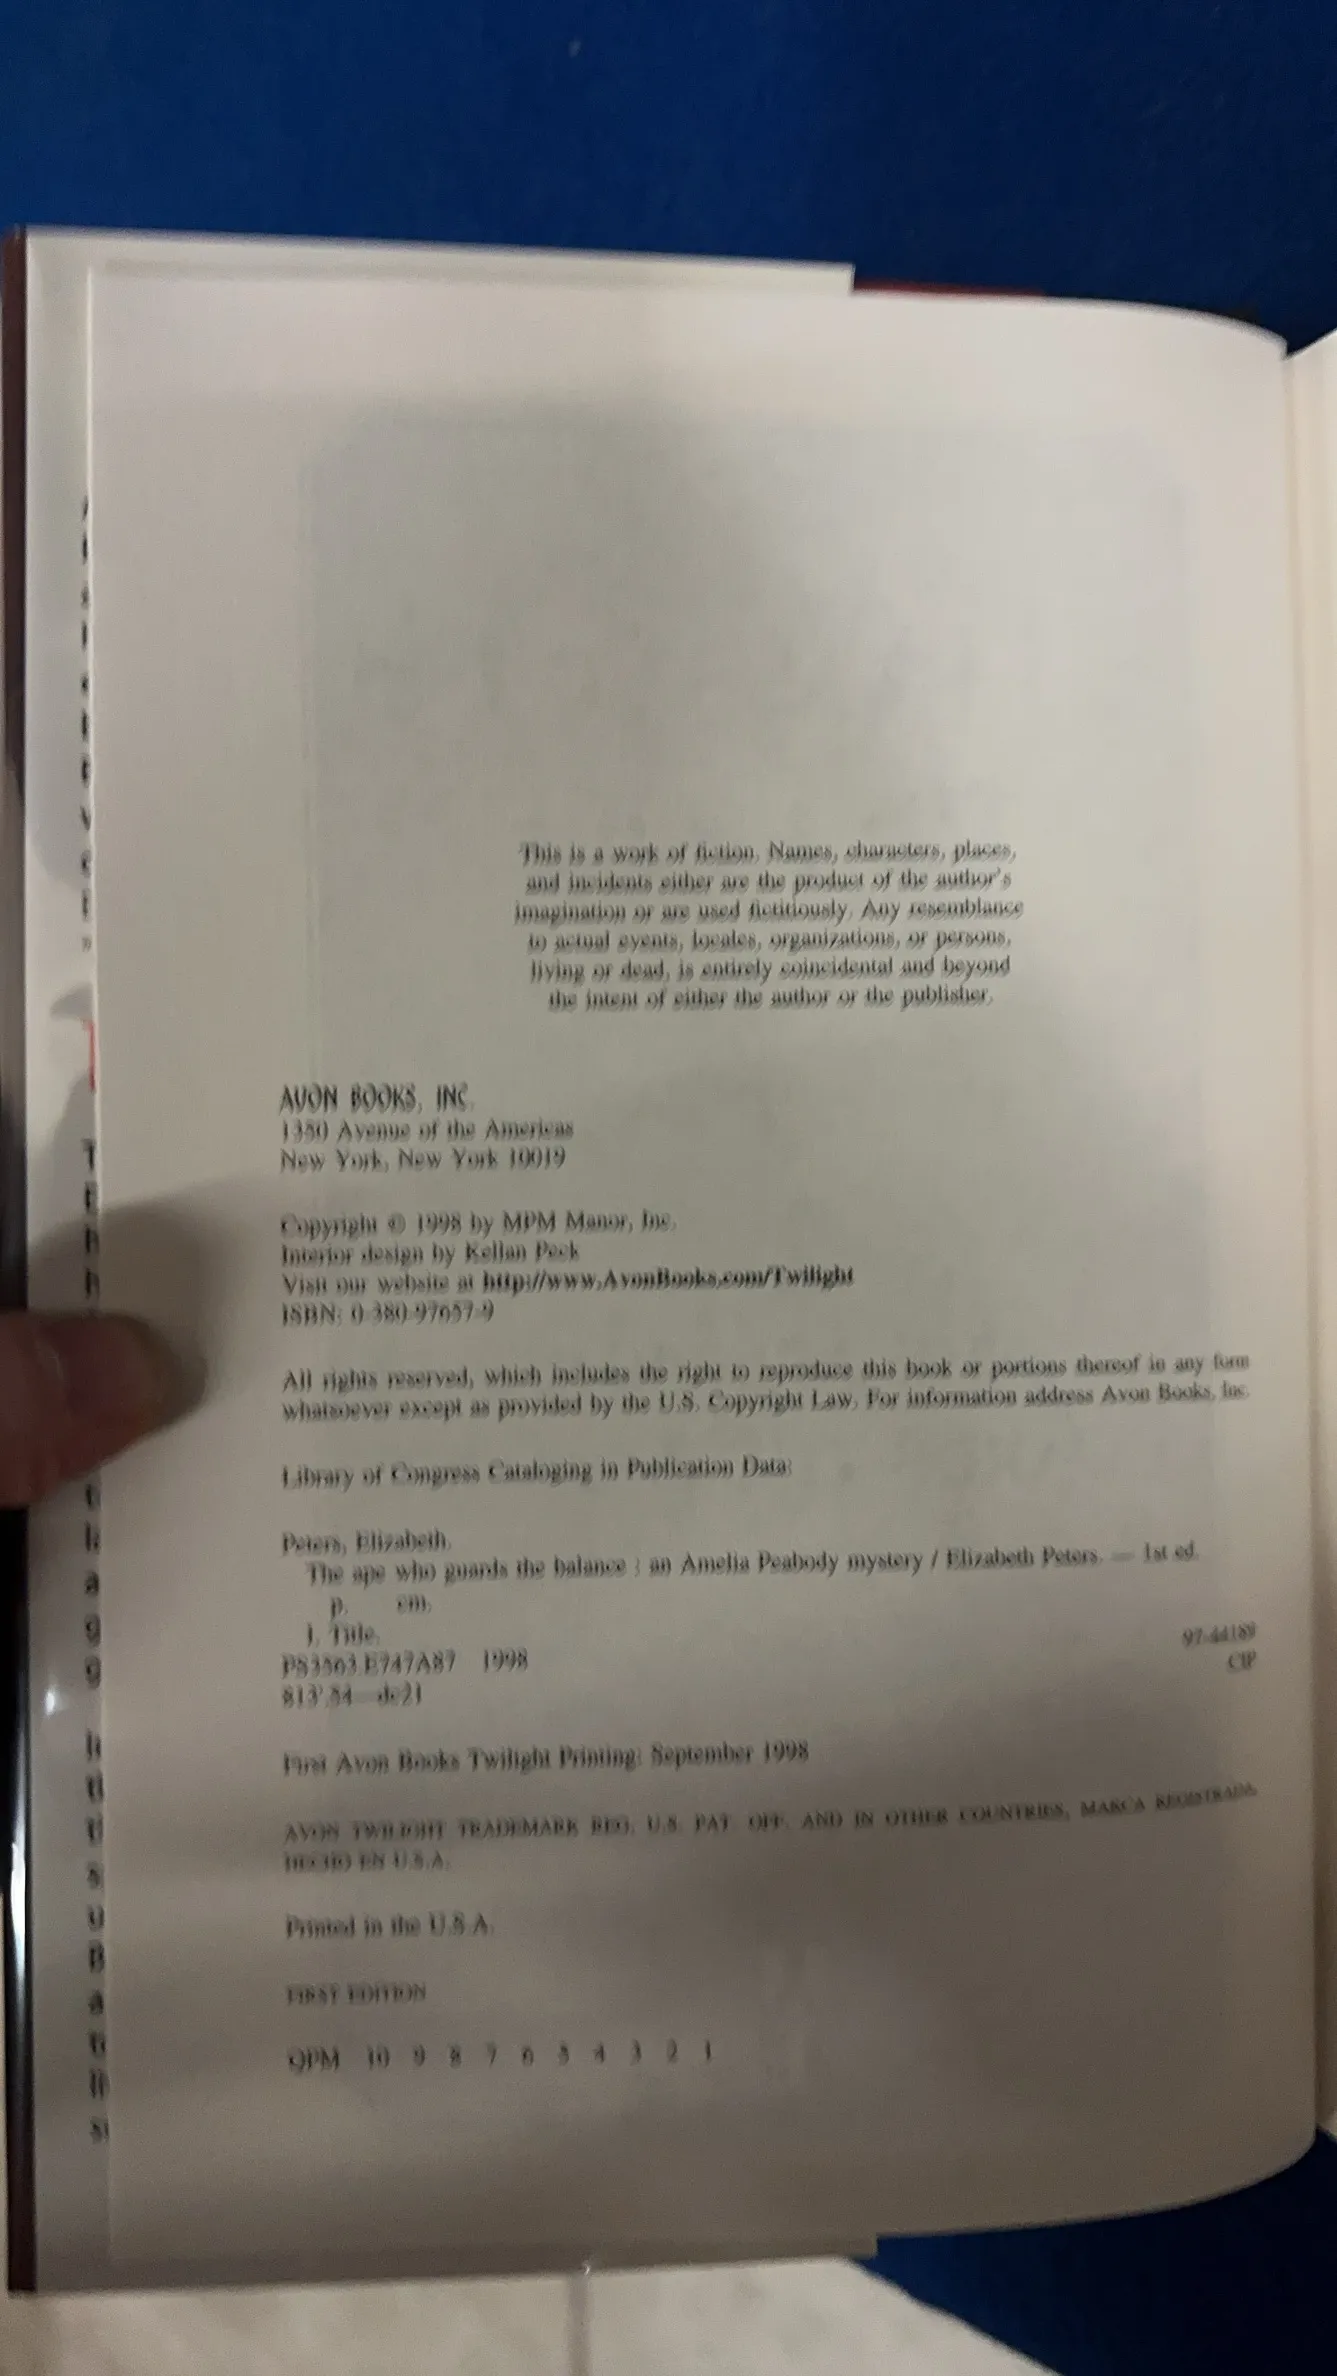 This is a work of fiction. Names, characters, places,
and incidents either are the product of the author's
imagination or are used fictitiously. Any resemblance
to actual events, locales, organizations, or persons,
living or dead, is entirely coincidental and beyond
the intent of either the author or the publisher.
AVON BOOKS, INC.
1350 Avenue of the Americas
New York, New York 10019
Copyright © 1998 by MPM Manor, Inc.
Interior design by Kellan Peck
Visit our website at http://www.AvonBooks.com/Twilight
ISBN: 0-380-97657-9
All rights reserved, which includes the right to reproduce this book or portions thereof in any form
whatsoever except as provided by the U.S. Copyright Law. For information address Avon Books, Inc.
Library of Congress Cataloging in Publication Data:
Peters, Elizabeth.
The ape who guards the balance : an Amelia Peabody mystery / Elizabeth Peters. — 1st ed.
p. cm.
I. Title.
PS3563.E747A87 1998 97-44189
813'.54—dc21 CIP
First Avon Books Twilight Printing: September 1998
AVON TWILIGHT TRADEMARK REG. U.S. PAT. OFF. AND IN OTHER COUNTRIES, MARCA REGISTRADA,
HECHO EN U.S.A.
Printed in the U.S.A.
FIRST EDITION
QPM 10 9 8 7 6 5 4 3 2 1